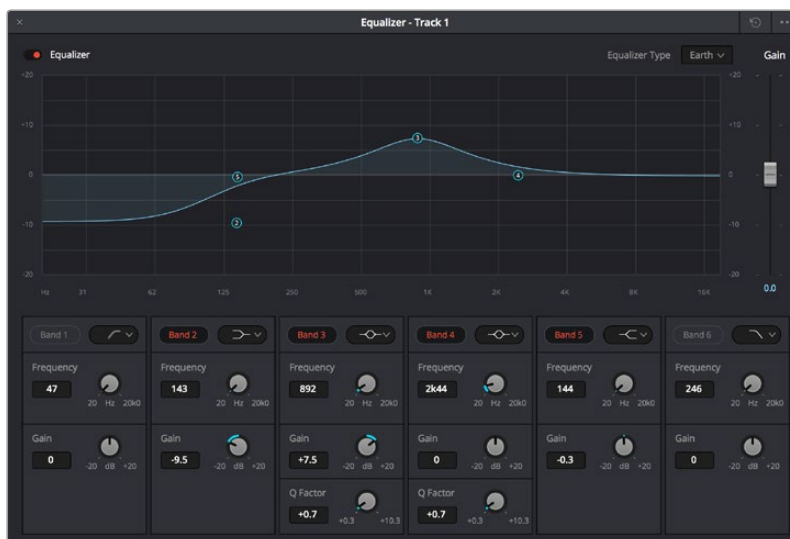 × Equalizer - Track 1
Equalizer Equalizer Type Earth Gain
+20 +20
+10 +10
0 0
-10 -10
-20 -20
5 2 3 4
Hz 31 62 125 250 500 1K 2K 4K 8K 16K 0.0
Band 1 Band 2 Band 3 Band 4 Band 5 Band 6
Frequency Frequency Frequency Frequency Frequency Frequency
47 143 892 2k44 144 246
20 Hz 20k0 20 Hz 20k0 20 Hz 20k0 20 Hz 20k0 20 Hz 20k0 20 Hz 20k0
Gain Gain Gain Gain Gain Gain
0 -9.5 +7.5 0 -0.3 0
-20 dB +20 -20 dB +20 -20 dB +20 -20 dB +20 -20 dB +20 -20 dB +20
Q Factor Q Factor
+0.7 +0.7
+0.3 +10.3 +0.3 +10.3